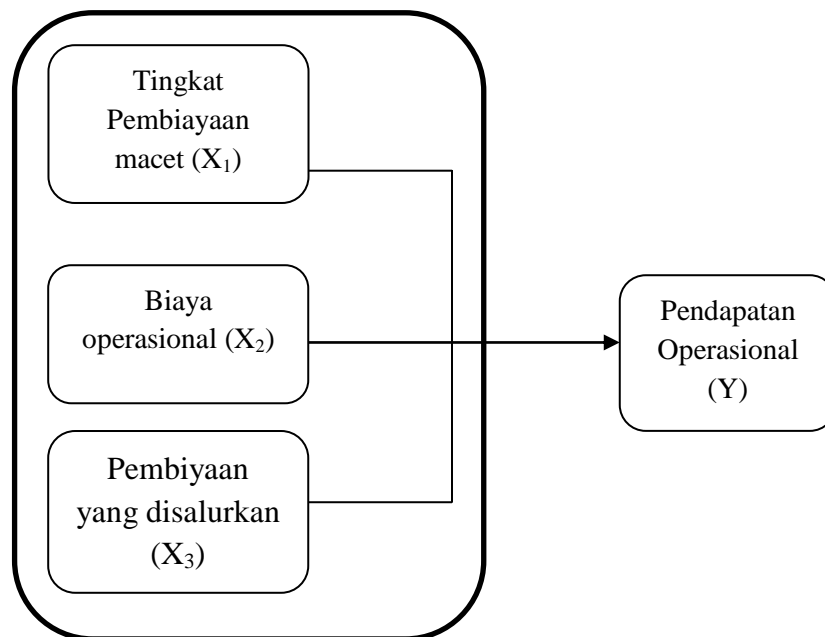 Tingkat
Pembiayaan
macet (X₁)
Biaya
operasional (X₂)
Pembiyaan
yang disalurkan
(X₃)
Pendapatan
Operasional
(Y)